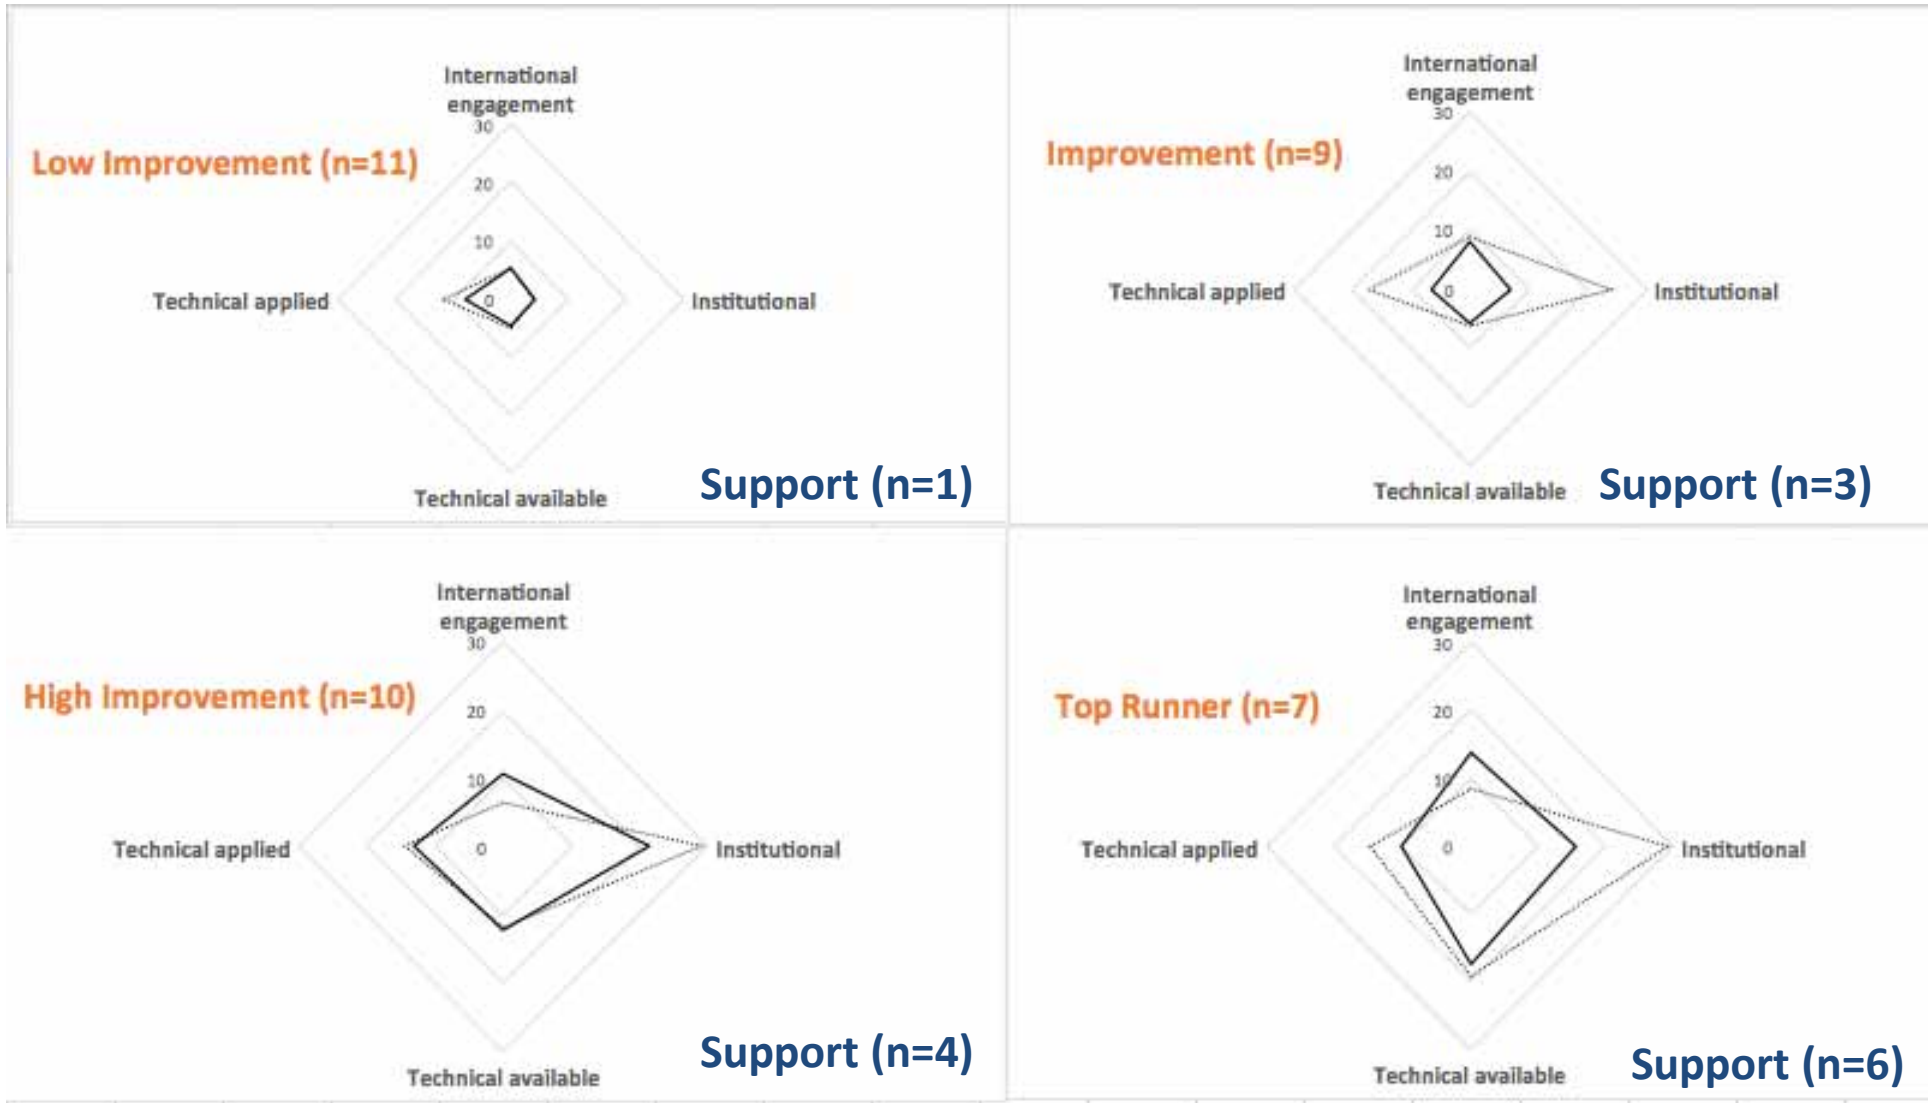 International
engagement
30
Low Improvement (n=11)
20
10
Technical applied
0
Institutional
Technical available
Support (n=1)
International
engagement
30
Improvement (n=9)
20
10
Technical applied
0
Institutional
Technical available
Support (n=3)
International
engagement
30
High Improvement (n=10)
20
10
Technical applied
0
Institutional
Technical available
Support (n=4)
International
engagement
30
Top Runner (n=7)
20
10
Technical applied
0
Institutional
Technical available
Support (n=6)